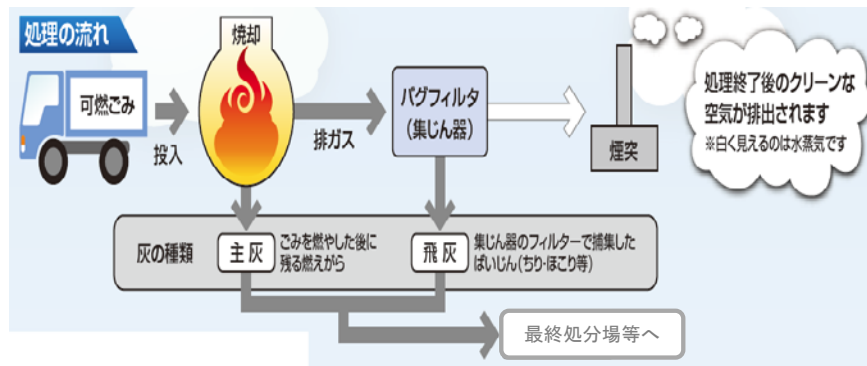 処理の流れ
焼却
可燃ごみ
投入
排ガス
バグフィルタ
(集じん器)
煙突
処理終了後のクリーンな
空気が排出されます
※白く見えるのは水蒸気です
灰の種類
主灰
ごみを燃やした後に
残る燃えがら
飛灰
集じん器のフィルターで捕集した
ばいじん(ちり・ほこり等)
最終処分場等へ